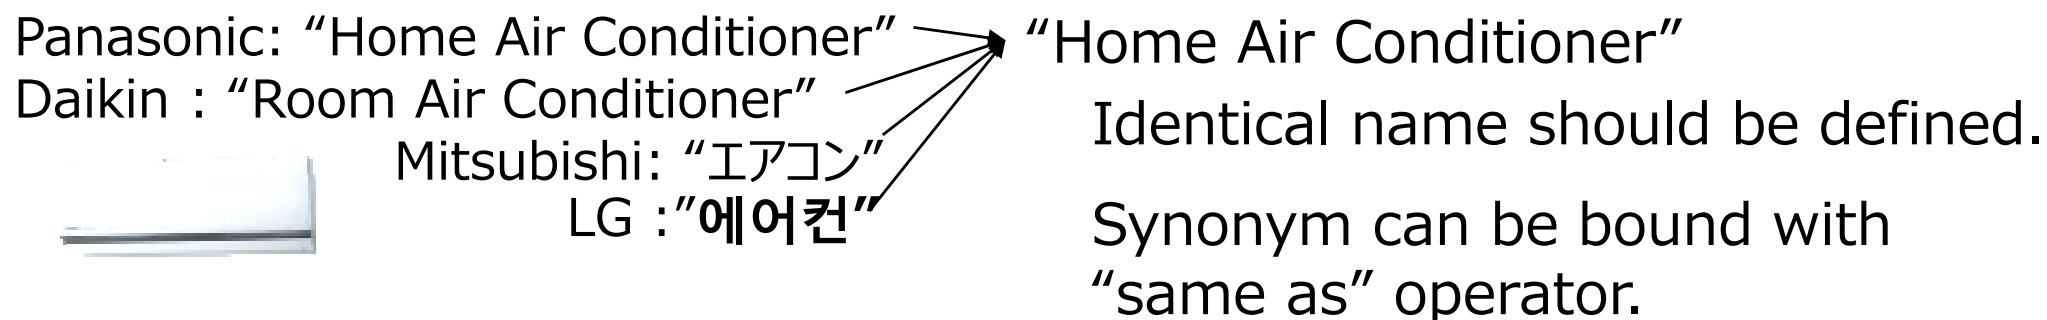 Panasonic: “Home Air Conditioner”
Daikin : “Room Air Conditioner”
Mitsubishi: “エアコン”
LG :”에어컨”
“Home Air Conditioner”
Identical name should be defined.
Synonym can be bound with
“same as” operator.